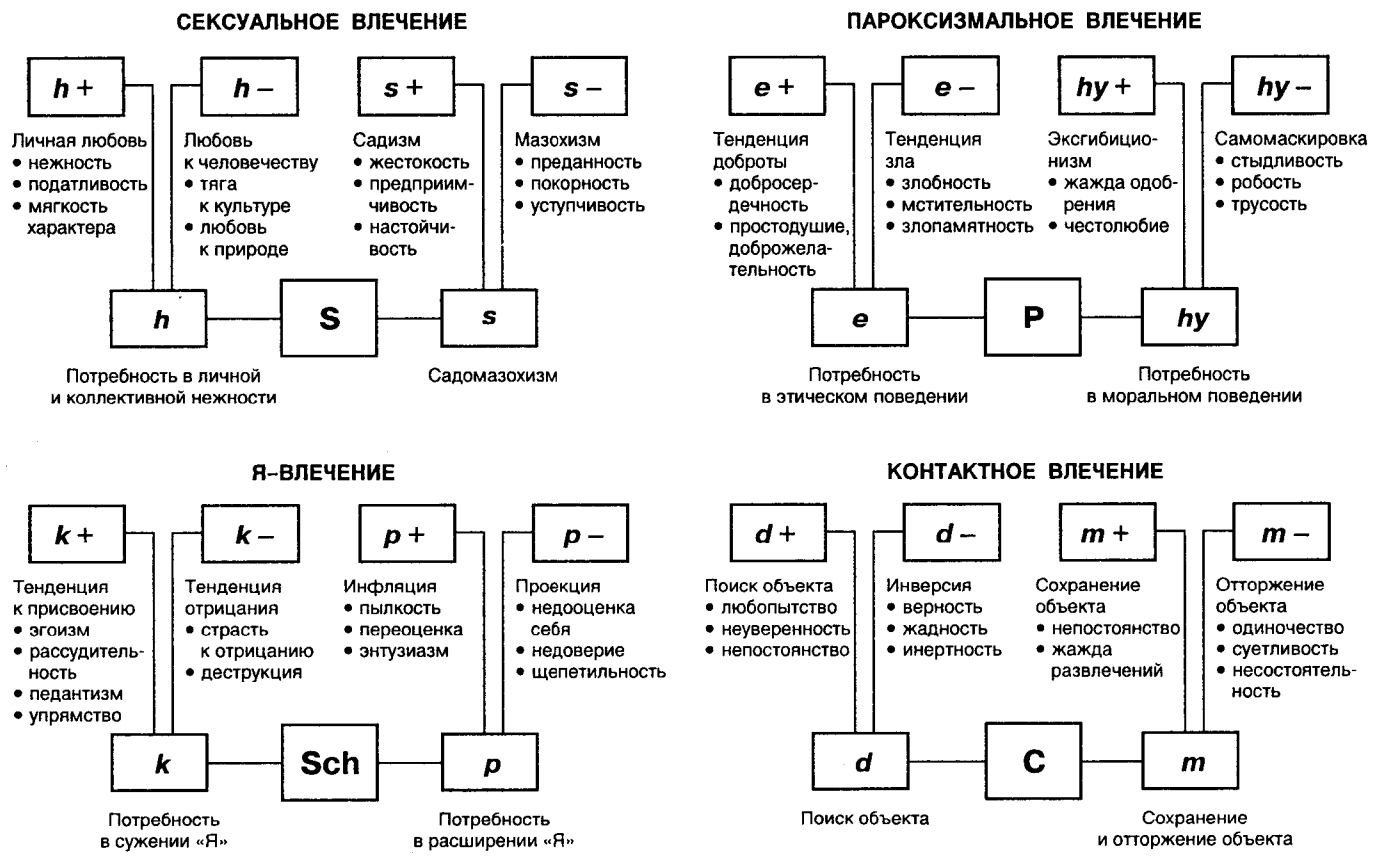 СЕКСУАЛЬНОЕ ВЛЕЧЕНИЕ
h +
h –
s +
s –
Личная любовь
• нежность
• податливость
• мягкость
характера
Любовь
к человечеству
• тяга
к культуре
• любовь
к природе
Садизм
• жестокость
• предприим-
чивость
• настойчи-
вость
Мазохизм
• преданность
• покорность
• уступчивость
h
S
s
Потребность в личной
и коллективной нежности
Садомазохизм
ПАРОКСИЗМАЛЬНОЕ ВЛЕЧЕНИЕ
e +
e –
hy +
hy –
Тенденция
доброты
• добросер-
дечность
• простодушие,
доброжела-
тельность
Тенденция
зла
• злобность
• мстительность
• злопамятность
Эксгибицио-
низм
• жажда одоб-
рения
• честолюбие
Самомаскировка
• стыдливость
• робость
• трусость
e
P
hy
Потребность
в этическом поведении
Потребность
в моральном поведении
Я–ВЛЕЧЕНИЕ
k +
k –
p +
p –
Тенденция
к присвоению
• эгоизм
• рассудитель-
ность
• педантизм
• упрямство
Тенденция
отрицания
• страсть
к отрицанию
• деструкция
Инфляция
• пылкость
• переоценка
• энтузиазм
Проекция
• недооценка
себя
• недоверие
• щепетильность
k
Sch
p
Потребность
в сужении «Я»
Потребность
в расширении «Я»
КОНТАКТНОЕ ВЛЕЧЕНИЕ
d +
d –
m +
m –
Поиск объекта
• любопытство
• неуверенность
• непостоянство
Инверсия
• верность
• жадность
• инертность
Сохранение
объекта
• непостоянство
• жажда
развлечений
Отторжение
объекта
• одиночество
• суетливость
• несостоятель-
ность
d
C
m
Поиск объекта
Сохранение
и отторжение объекта